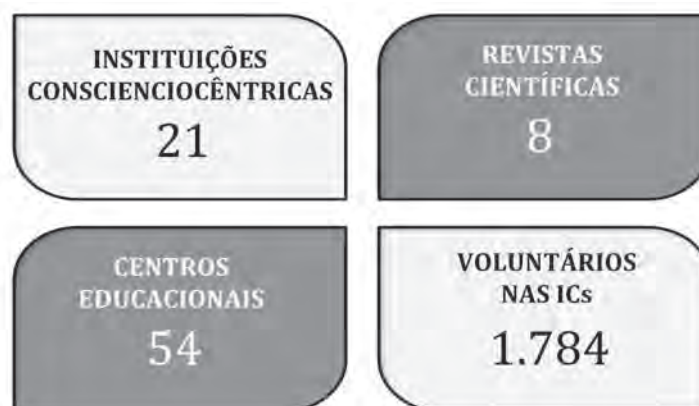 INSTITUIÇÕES
CONSCIENCIOCÊNTRICAS
21
REVISTAS
CIENTÍFICAS
8
CENTROS
EDUCACIONAIS
54
VOLUNTÁRIOS
NAS ICs
1.784